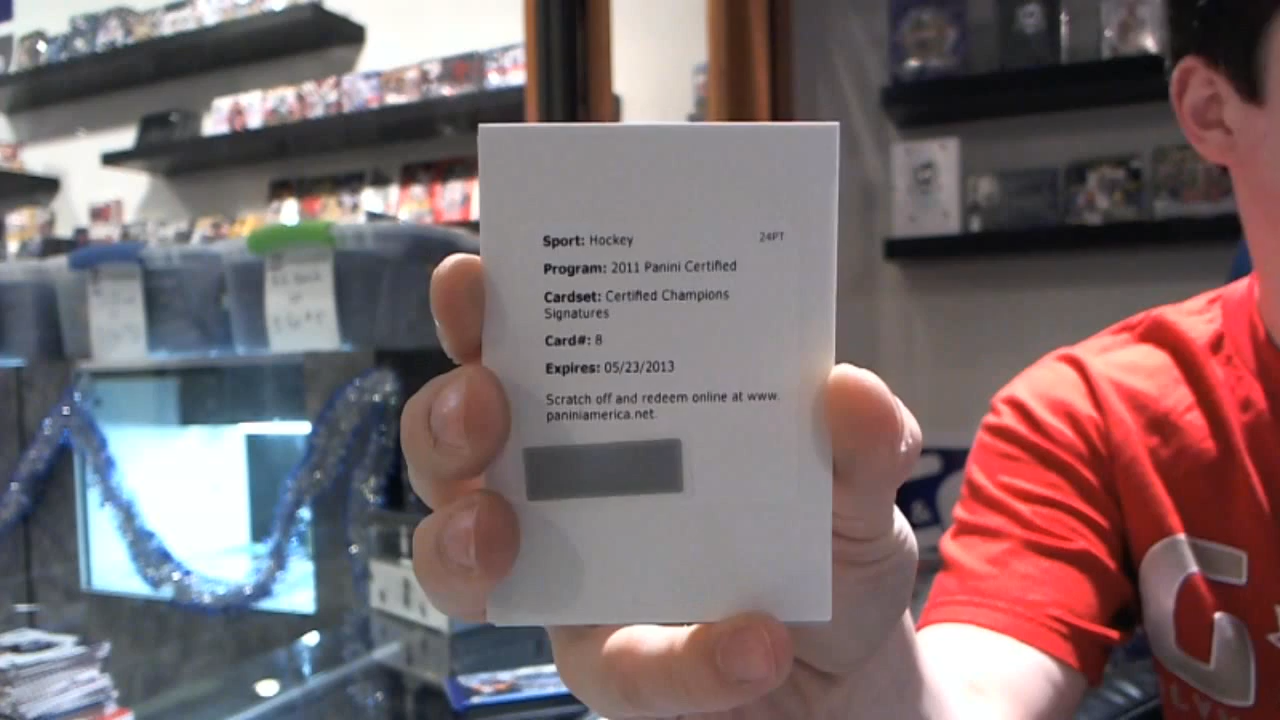 Sport: Hockey 24PT
Program: 2011 Panini Certified
Cardset: Certified Champions
Signatures
Card#: 8
Expires: 05/23/2013
Scratch off and redeem online at www.
paniniamerica.net.